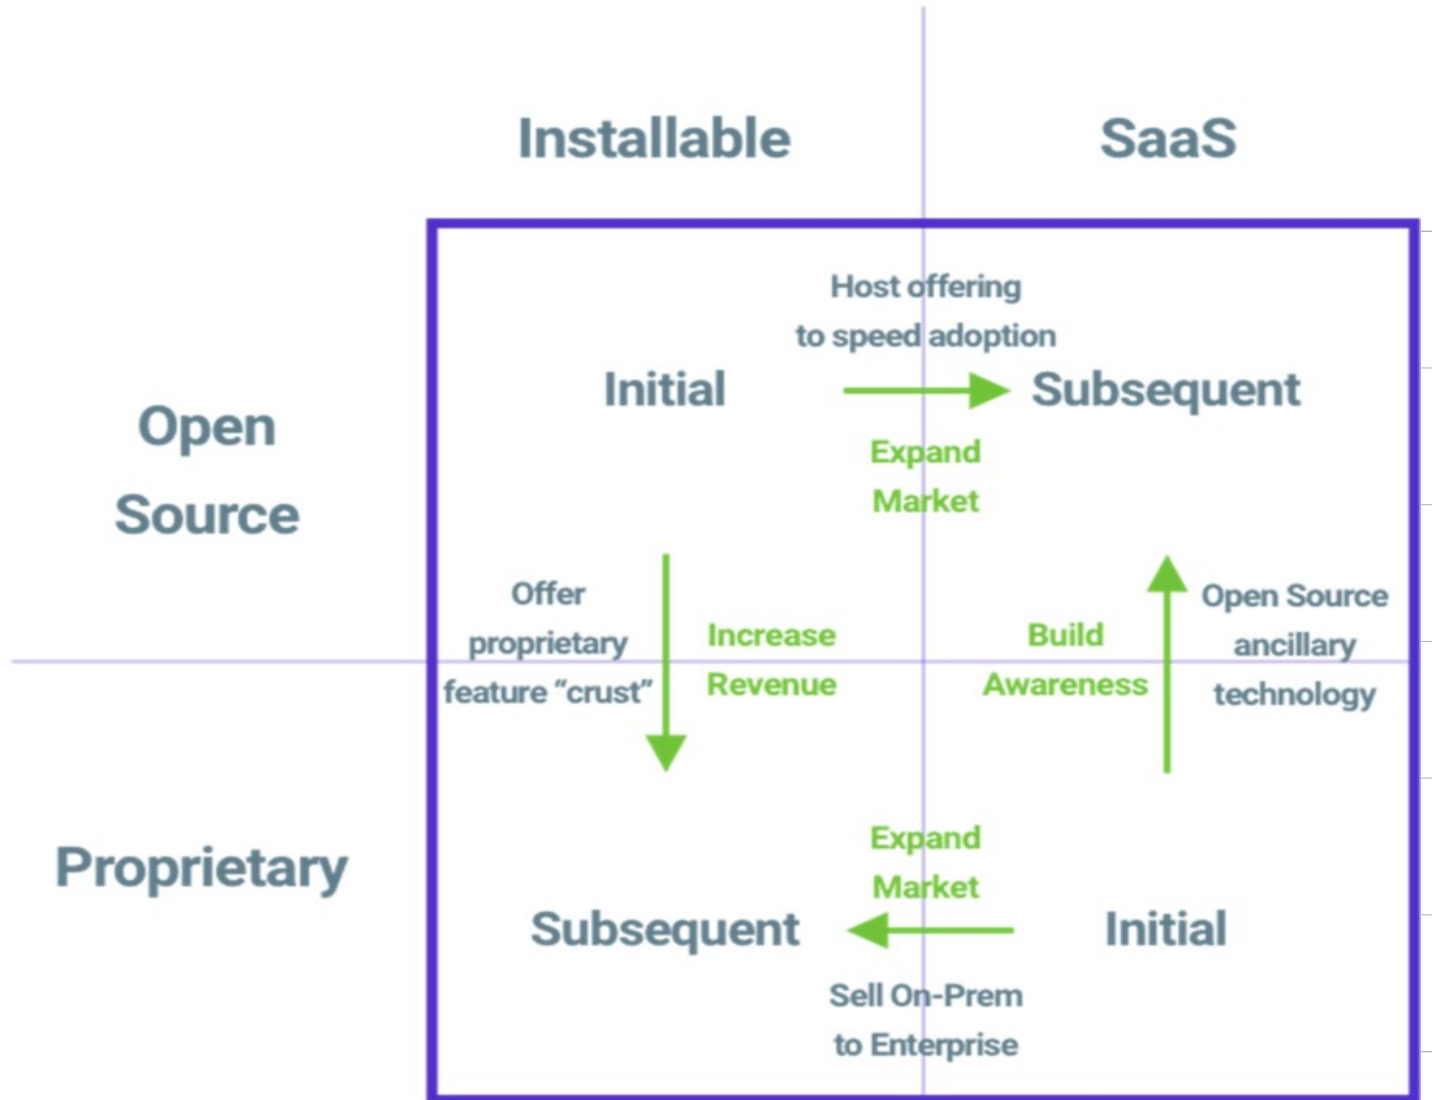 Installable
SaaS
Host offering
to speed adoption
Initial
Subsequent
Expand
Market
Open
Source
Offer
proprietary
feature “crust”
Increase
Revenue
Build
Awareness
Open Source
ancillary
technology
Proprietary
Expand
Market
Subsequent
Initial
Sell On-Prem
to Enterprise